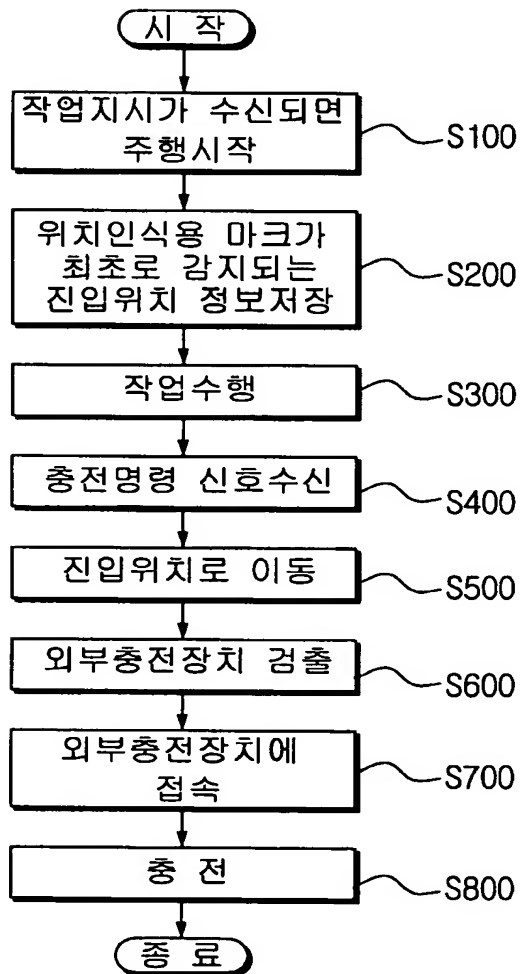 시 작
작업지시가 수신되면
주행시작
S100
위치인식용 마크가
최초로 감지되는
진입위치 정보저장
S200
작업수행
S300
충전명령 신호수신
S400
진입위치로 이동
S500
외부충전장치 검출
S600
외부충전장치에
접속
S700
충 전
S800
종 료